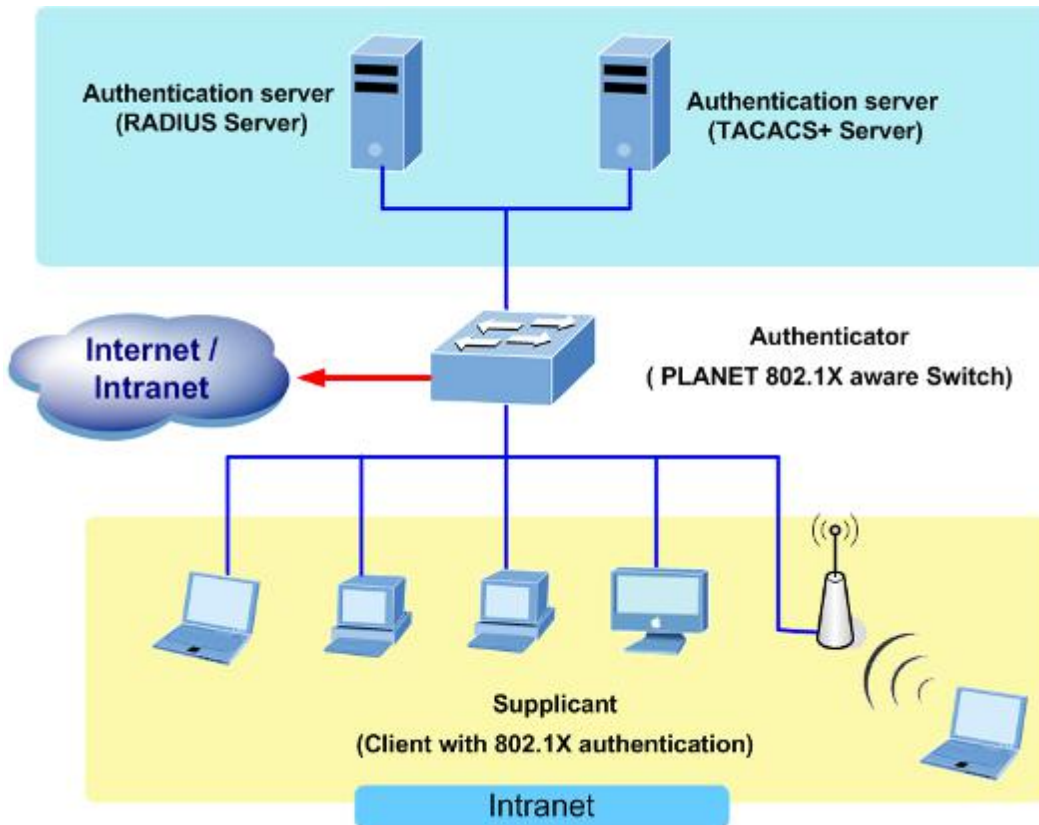 Authentication server
(RADIUS Server)
Authentication server
(TACACS+ Server)
Internet /
Intranet
Authenticator
( PLANET 802.1X aware Switch)
Supplicant
(Client with 802.1X authentication)
Intranet